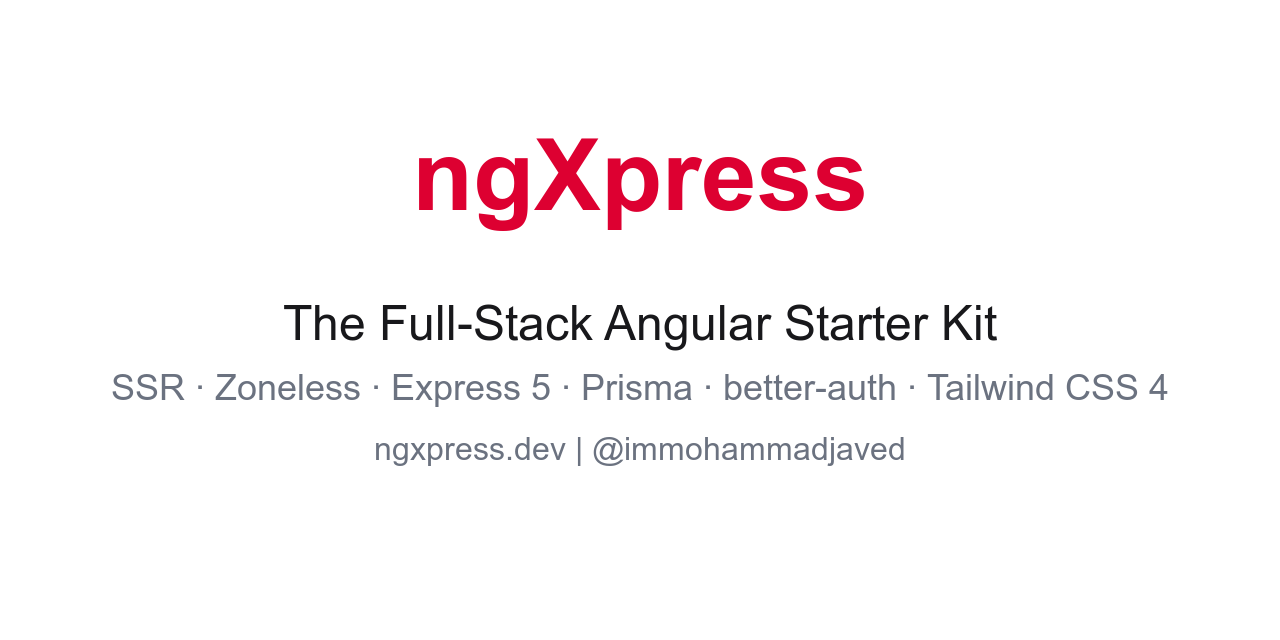 ngXpress
The Full-Stack Angular Starter Kit
SSR · Zoneless · Express 5 · Prisma · better-auth · Tailwind CSS 4
ngxpress.dev | @immohammadjaved